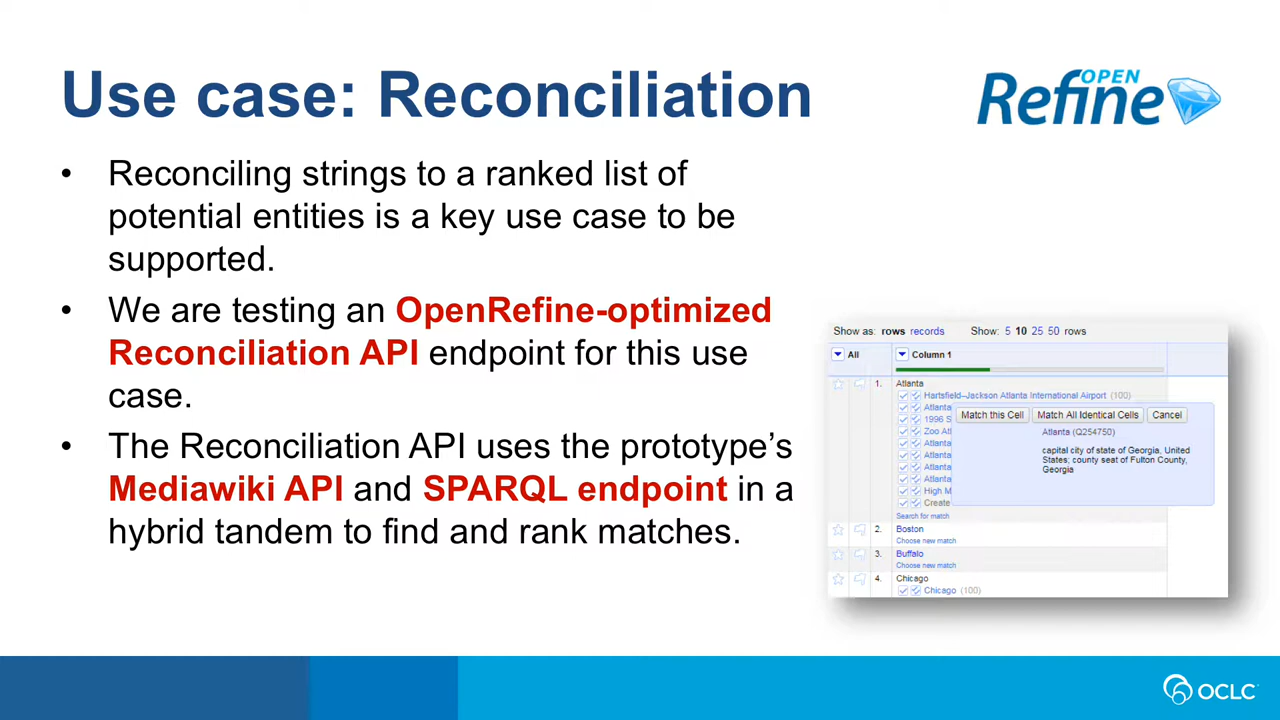 Use case: Reconciliation
OPEN
Refine
• Reconciling strings to a ranked list of
potential entities is a key use case to be
supported.
• We are testing an OpenRefine-optimized
Reconciliation API endpoint for this use
case.
• The Reconciliation API uses the prototype's
Mediawiki API and SPARQL endpoint in a
hybrid tandem to find and rank matches.
Show as: rows records Show: 5 10 25 50 rows
All Column 1
1. Atlanta
Hartsfield–Jackson Atlanta International Airport (100)
Atlanta
1996 S
Zoo At
Atlanta
Atlanta
Atlanta
Atlanta
High M
Create
Match this Cell Match All Identical Cells Cancel
Atlanta (Q254750)
capital city of state of Georgia, United
States; county seat of Fulton County,
Georgia
Search for match
2. Boston
Choose new match
3. Buffalo
Choose new match
4. Chicago
Chicago (100)
OCLC